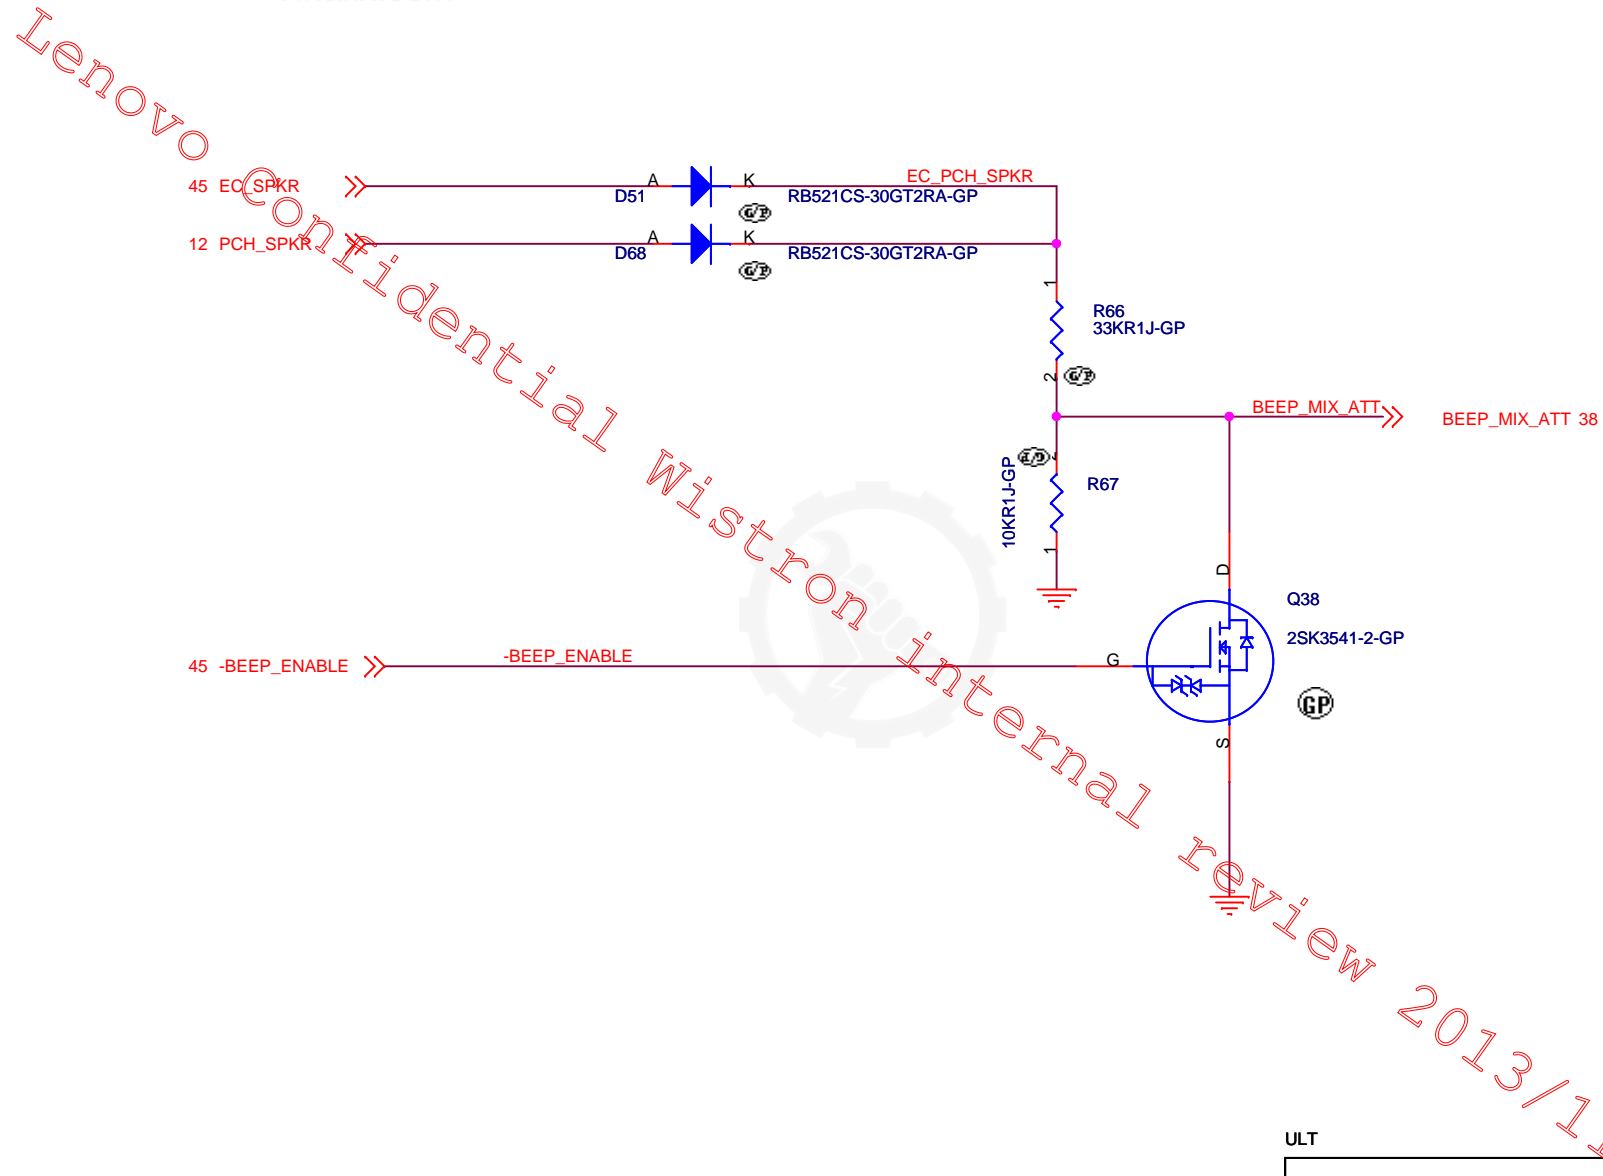 Lenovo Confidential Wistron internal review 2013/11
45 EC_SPKR
A
K
EC_PCH_SPKR
D51
RB521CS-30GT2RA-GP
G/P
12 PCH_SPKR
A
K
D68
RB521CS-30GT2RA-GP
G/P
1
R66
33KR1J-GP
2
G/P
BEEP_MIX_ATT
BEEP_MIX_ATT 38
G/P
10KR1J-GP
R67
1
D
Q38
2SK3541-2-GP
45 -BEEP_ENABLE
-BEEP_ENABLE
G
GP
S
ULT